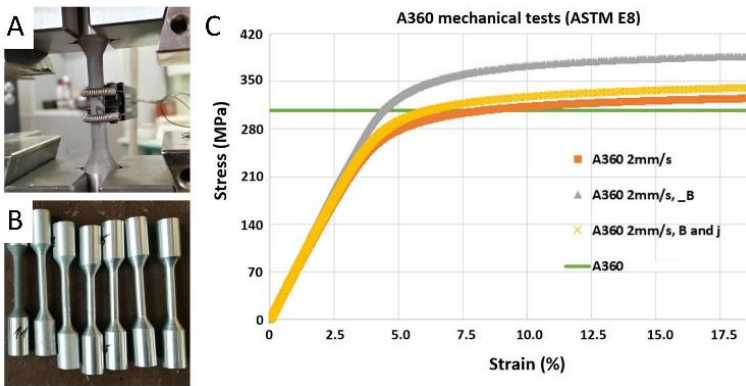 A
B
C
A360 mechanical tests (ASTM E8)
Stress (MPa)
420
350
280
210
140
70
0
A360 2mm/s
A360 2mm/s, _B
A360 2mm/s, B and j
A360
0
2.5
5.0
7.5
10.0
12.5
15.0
17.5
Strain (%)